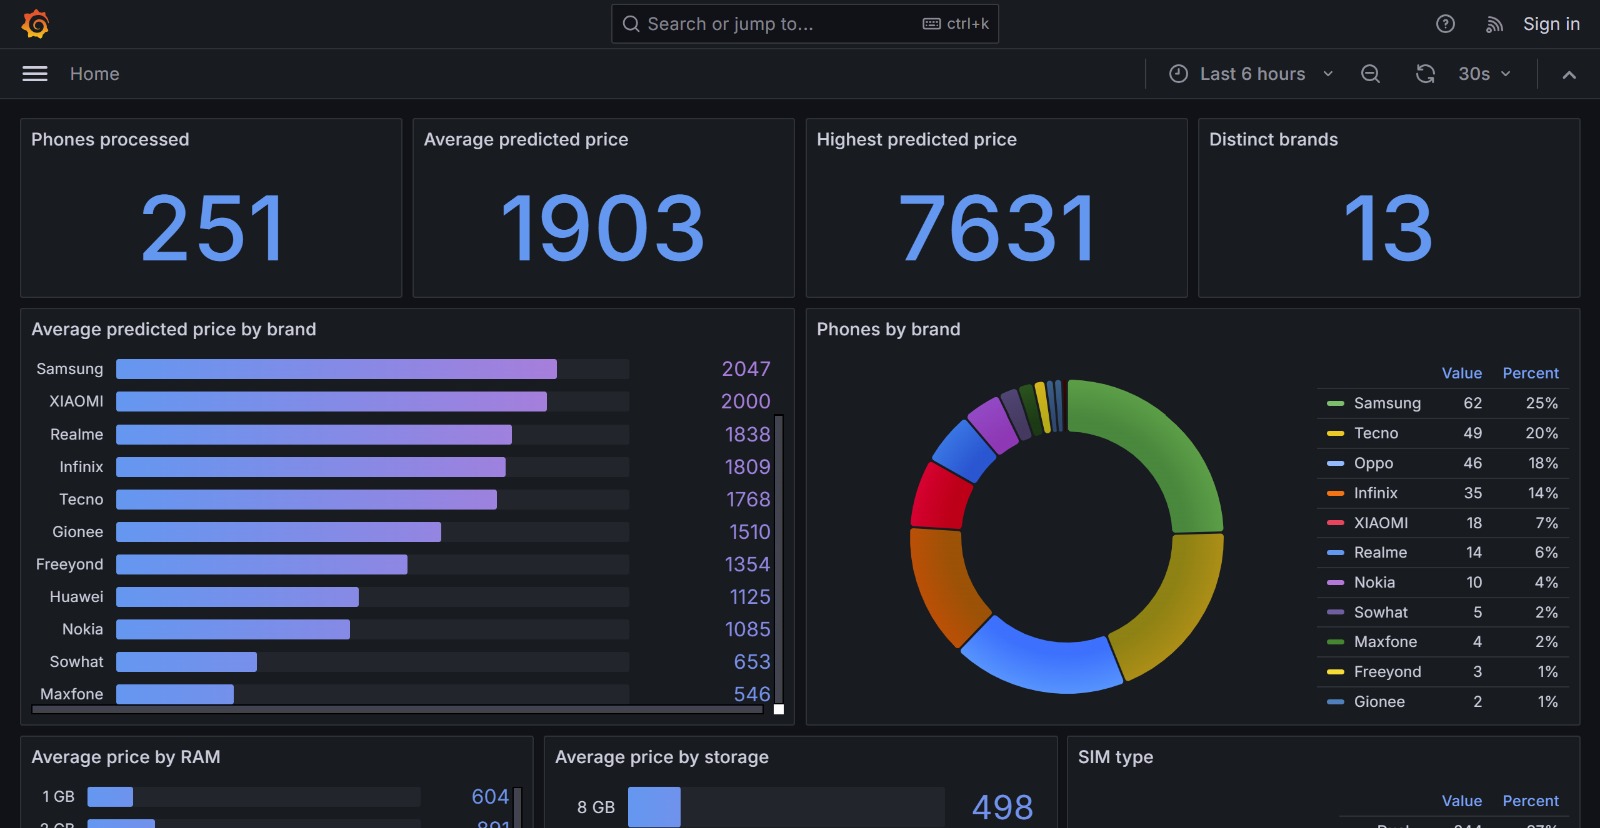 Search or jump to...
ctrl+k
Sign in
Home
Last 6 hours
30s
Phones processed
251
Average predicted price
1903
Highest predicted price
7631
Distinct brands
13
Average predicted price by brand
Samsung 2047
XIAOMI 2000
Realme 1838
Infinix 1809
Tecno 1768
Gionee 1510
Freeyond 1354
Huawei 1125
Nokia 1085
Sowhat 653
Maxfone 546
Phones by brand
Value Percent
Samsung 62 25%
Tecno 49 20%
Oppo 46 18%
Infinix 35 14%
XIAOMI 18 7%
Realme 14 6%
Nokia 10 4%
Sowhat 5 2%
Maxfone 4 2%
Freeyond 3 1%
Gionee 2 1%
Average price by RAM
1 GB 604
Average price by storage
8 GB 498
SIM type
Value Percent